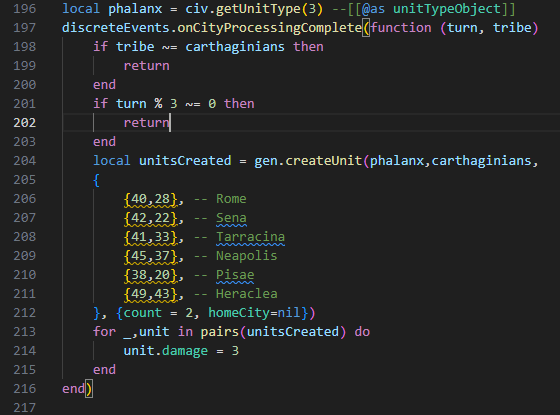 196 local phalanx = civ.getUnitType(3) --[[@as unitTypeObject]]
197 discreteEvents.onCityProcessingComplete(function (turn, tribe)
198     if tribe ~= carthaginians then
199         return
200     end
201     if turn % 3 ~= 0 then
202         return
203     end
204     local unitsCreated = gen.createUnit(phalanx,carthaginians,
205     {
206         {40,28}, -- Rome
207         {42,22}, -- Sena
208         {41,33}, -- Tarracina
209         {45,37}, -- Neapolis
210         {38,20}, -- Pisae
211         {49,43}, -- Heraclea
212     }, {count = 2, homeCity=nil})
213     for _,unit in pairs(unitsCreated) do
214         unit.damage = 3
215     end
216 end)
217